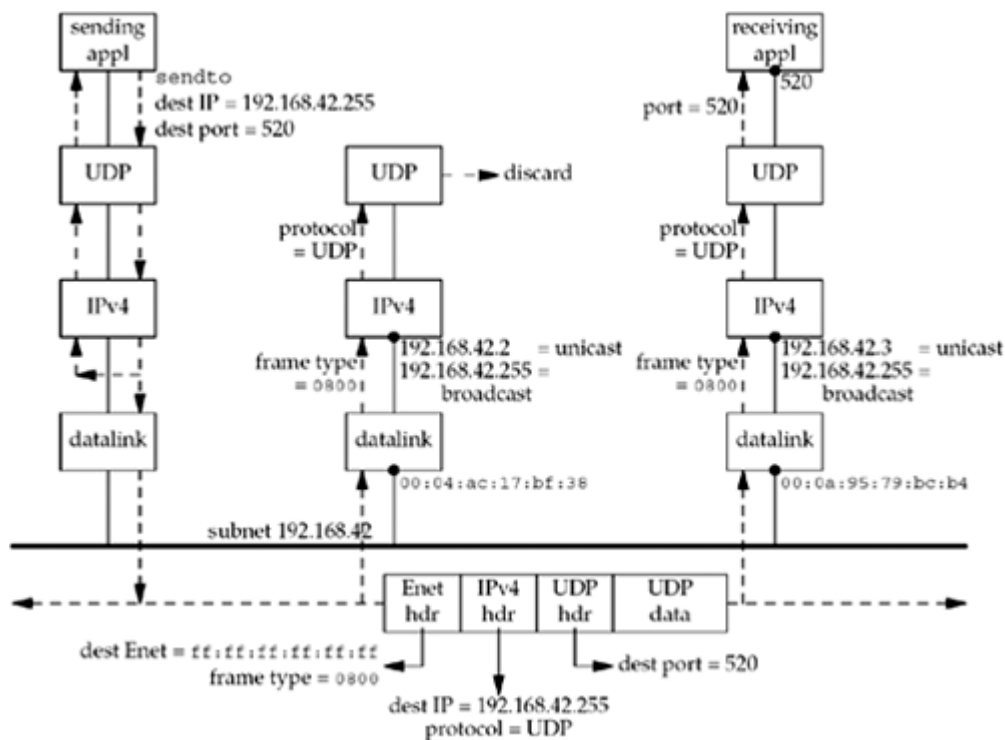 sending
appl
receiving
appl
sendto
dest IP = 192.168.42.255
dest port = 520
520
port = 520
UDP
UDP
discard
UDP
protocol
= UDP
protocol
= UDP
IPv4
IPv4
IPv4
frame type
= 0800
192.168.42.2 = unicast
192.168.42.255 =
broadcast
frame type
= 0800
192.168.42.3 = unicast
192.168.42.255 =
broadcast
datalink
datalink
datalink
00:04:ac:17:bf:38
00:0a:95:79:bc:b4
subnet 192.168.42
Enet
hdr
IPv4
hdr
UDP
hdr
UDP
data
dest Enet = ff:ff:ff:ff:ff:ff
frame type = 0800
dest port = 520
dest IP = 192.168.42.255
protocol = UDP